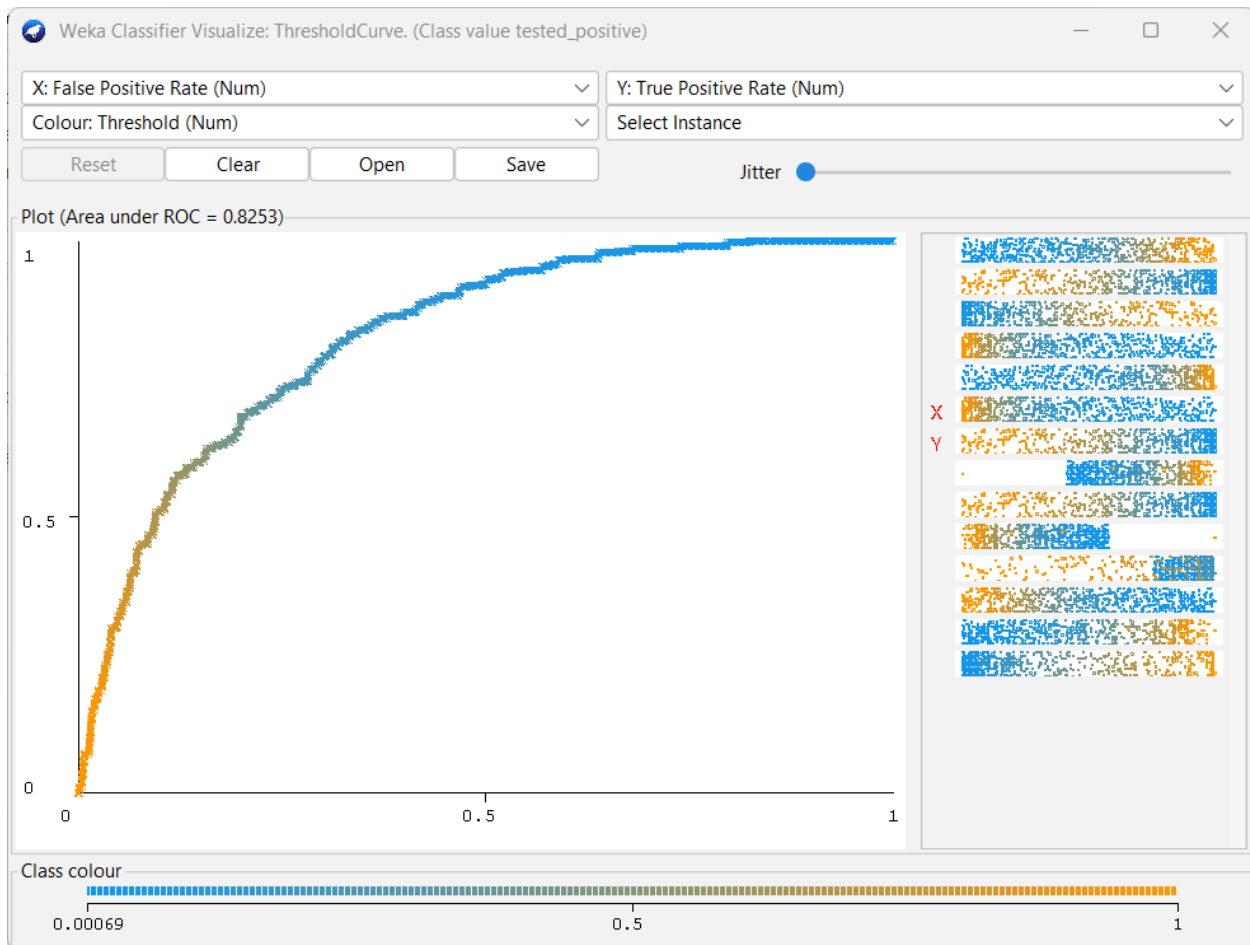 Weka Classifier Visualize: ThresholdCurve. (Class value tested_positive)
X: False Positive Rate (Num)
Y: True Positive Rate (Num)
Colour: Threshold (Num)
Select Instance
Reset
Clear
Open
Save
Jitter
Plot (Area under ROC = 0.8253)
1
0.5
0
0
0.5
1
X
Y
Class colour
0.00069
0.5
1